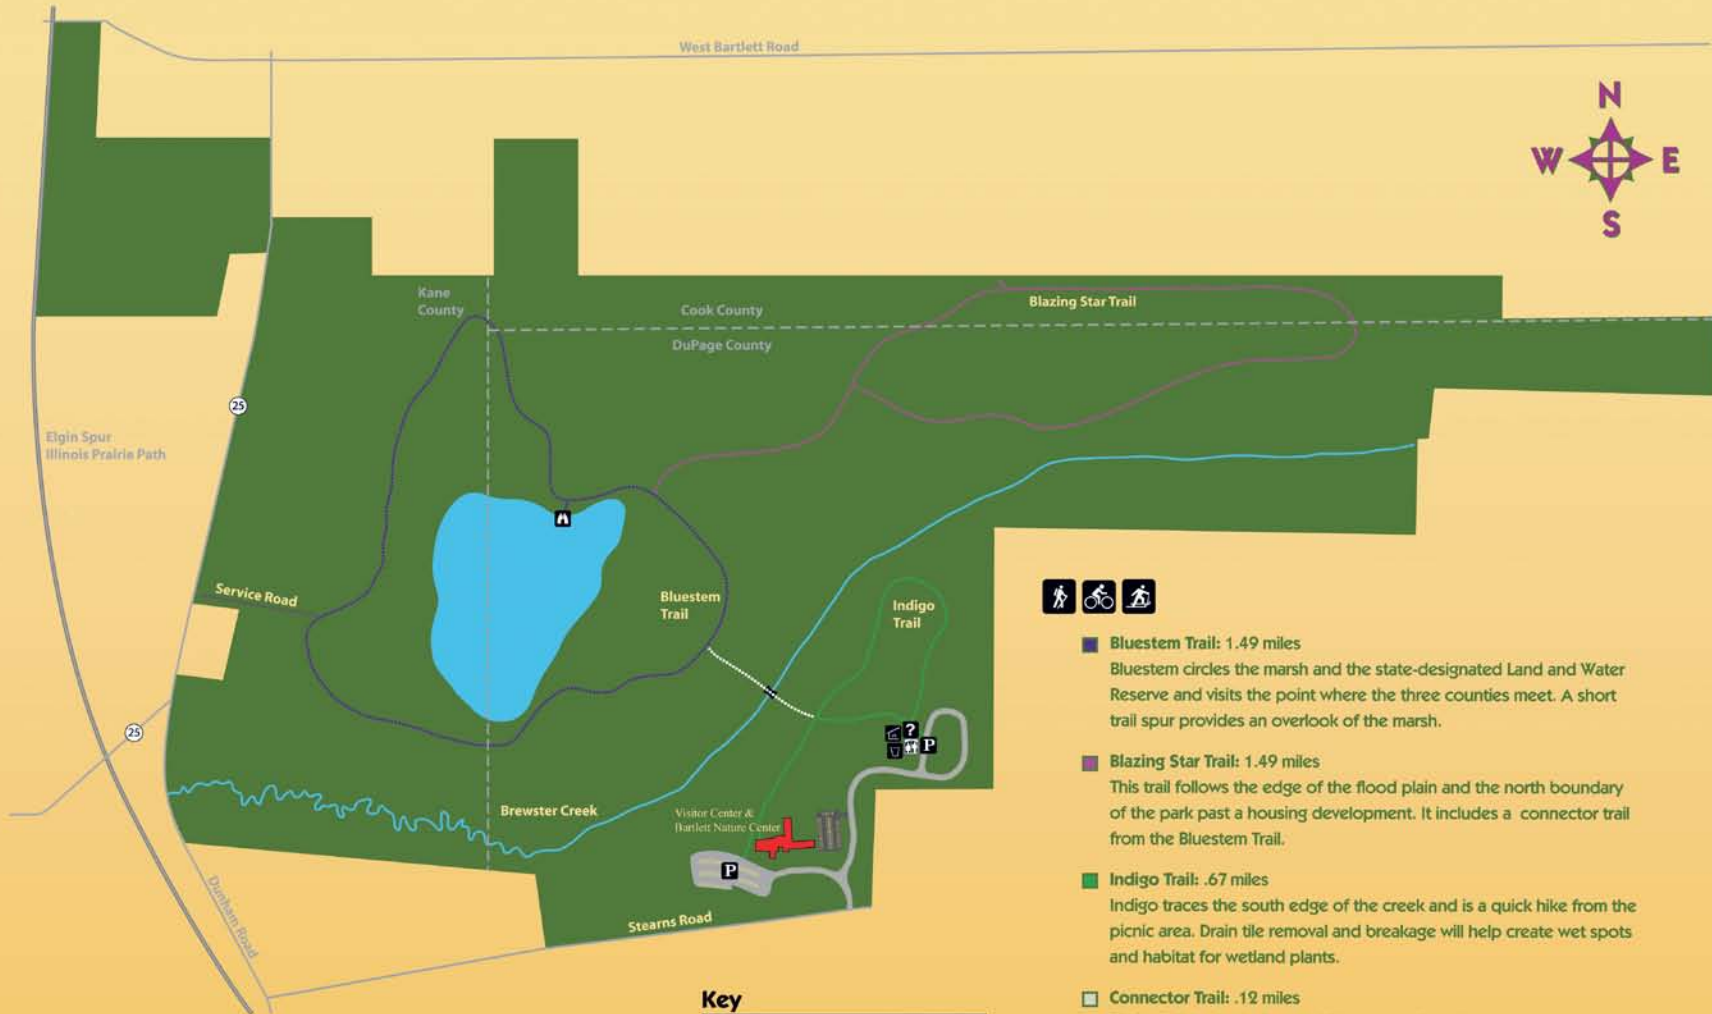 West Bartlett Road
N
W E
S
Kane
County
Cook County
Blazing Star Trail
DuPage County
25
Elgin Spur
Illinois Prairie Path
Service Road
Bluestem
Trail
Indigo
Trail
25
?
P
Brewster Creek
Visitor Center &
Bartlett Nature Center
P
Dunham Road
Stearns Road
Key
Bluestem Trail: 1.49 miles
Bluestem circles the marsh and the state-designated Land and Water
Reserve and visits the point where the three counties meet. A short
trail spur provides an overlook of the marsh.
Blazing Star Trail: 1.49 miles
This trail follows the edge of the flood plain and the north boundary
of the park past a housing development. It includes a connector trail
from the Bluestem Trail.
Indigo Trail: .67 miles
Indigo traces the south edge of the creek and is a quick hike from the
picnic area. Drain tile removal and breakage will help create wet spots
and habitat for wetland plants.
Connector Trail: .12 miles